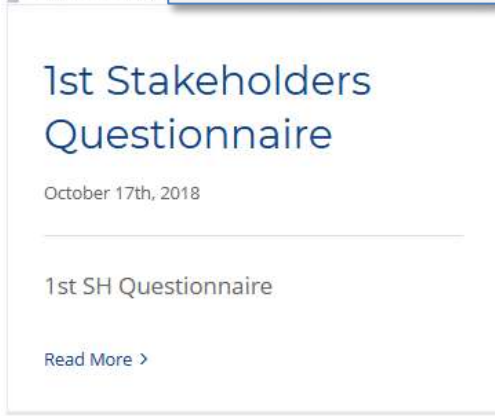 1st Stakeholders
Questionnaire
October 17th, 2018
1st SH Questionnaire
Read More >